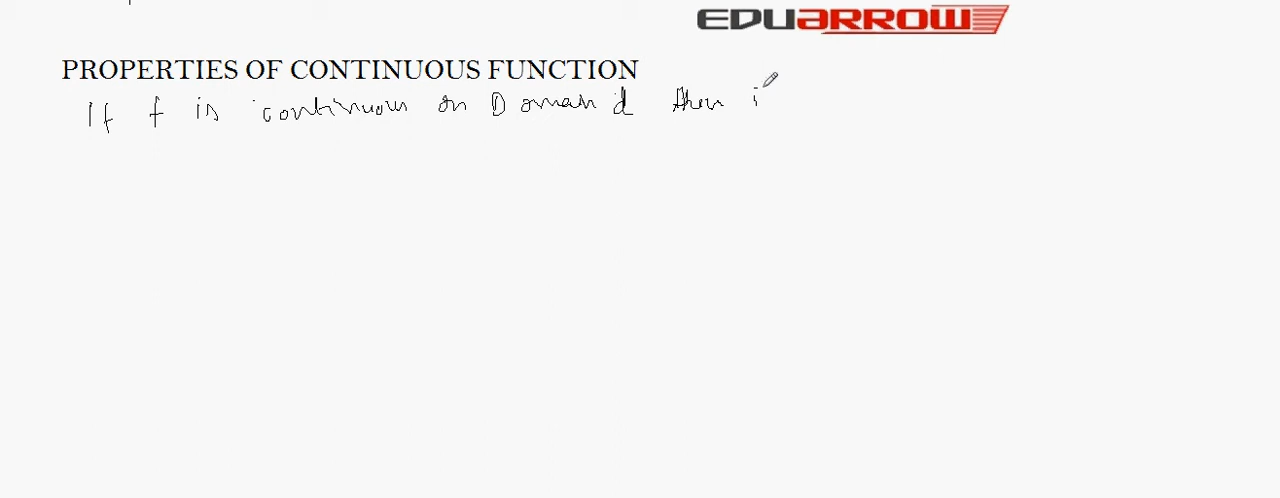 EDUARROW
PROPERTIES OF CONTINUOUS FUNCTION
If f is continuous on Domain d then i